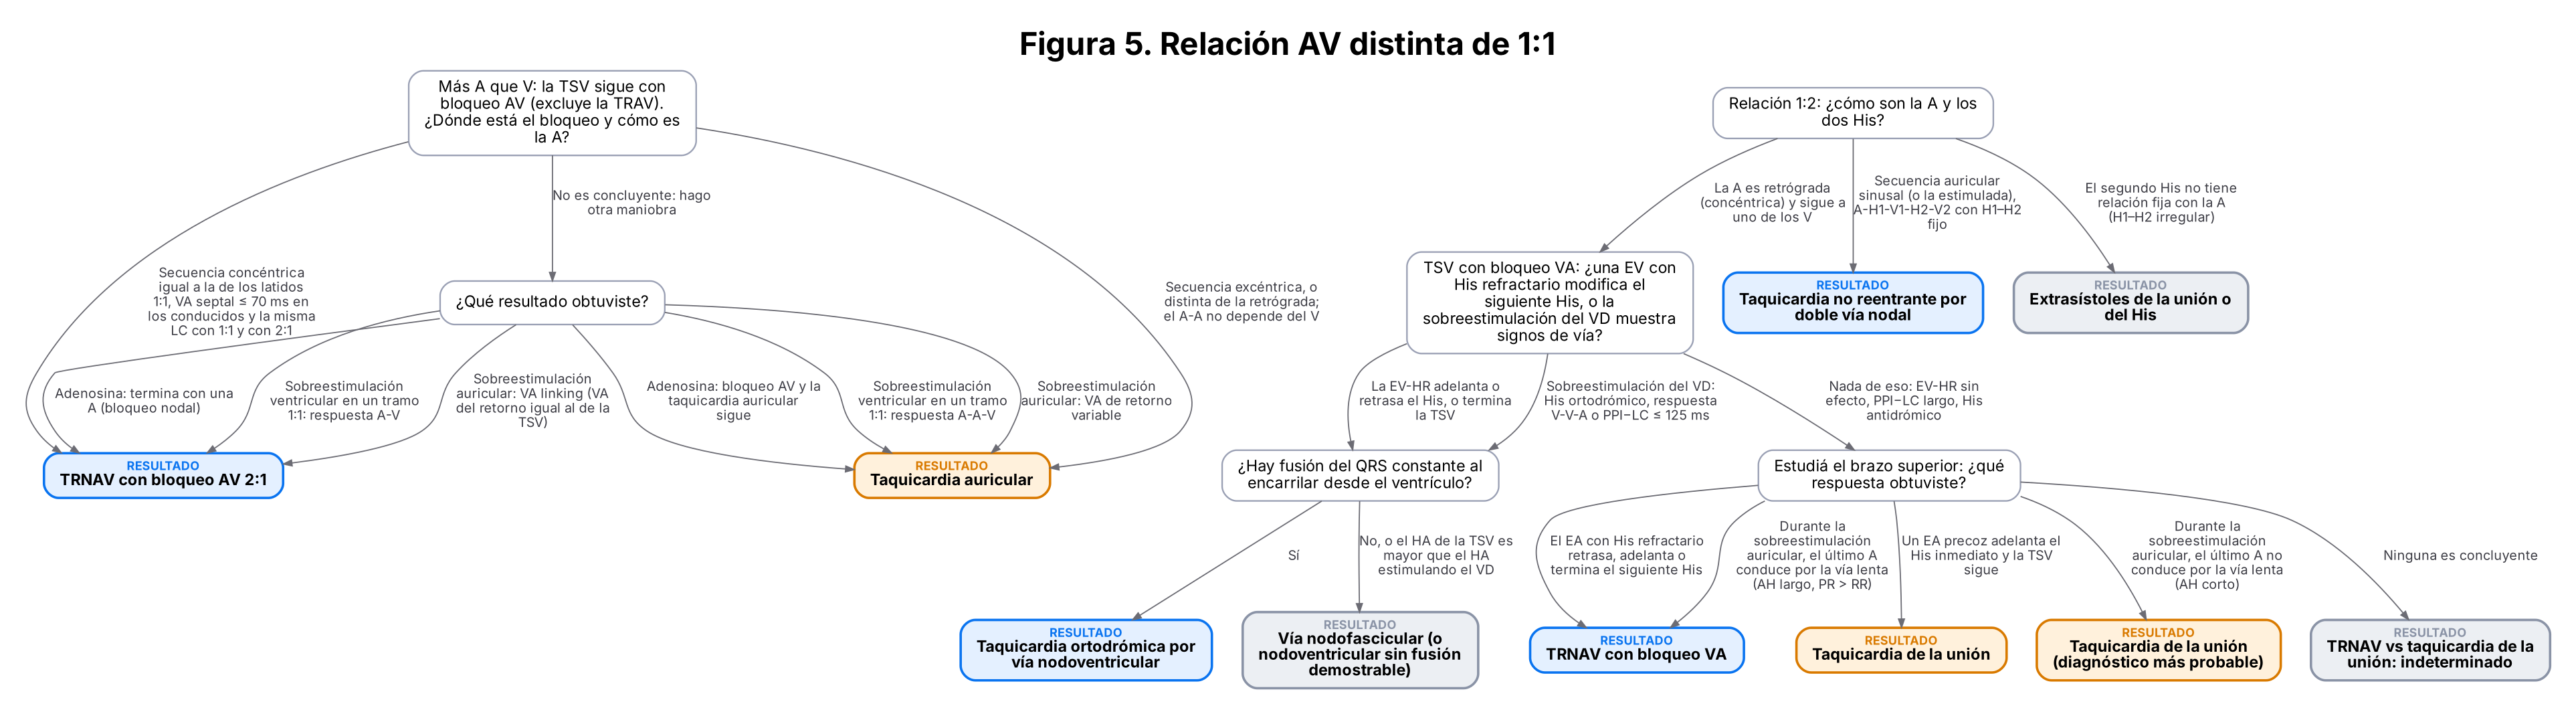 Figura 5. Relación AV distinta de 1:1
Más A que V: la TSV sigue con
bloqueo AV (excluye la TRAV).
¿Dónde está el bloqueo y cómo es
la A?
No es concluyente: hago
otra maniobra
Secuencia concéntrica
igual a la de los latidos
1:1, VA septal ≤ 70 ms en
los conducidos y la misma
LC con 1:1 y con 2:1
¿Qué resultado obtuviste?
Secuencia excéntrica, o
distinta de la retrógrada;
el A-A no depende del V
Adenosina: termina con una
A (bloqueo nodal)
Sobreestimulación
ventricular en un tramo
1:1: respuesta A-V
Sobreestimulación
auricular: VA linking (VA
del retorno igual al de la
TSV)
Adenosina: bloqueo AV y la
taquicardia auricular
sigue
Sobreestimulación
ventricular en un tramo
1:1: respuesta A-A-V
Sobreestimulación
auricular: VA de retorno
variable
RESULTADO
TRNAV con bloqueo AV 2:1
RESULTADO
Taquicardia auricular
Relación 1:2: ¿cómo son la A y los
dos His?
La A es retrógrada
(concéntrica) y sigue a
uno de los V
Secuencia auricular
sinusal (o la estimulada),
A-H1-V1-H2-V2 con H1–H2
fijo
El segundo His no tiene
relación fija con la A
(H1–H2 irregular)
TSV con bloqueo VA: ¿una EV con
His refractario modifica el
siguiente His, o la
sobreestimulación del VD muestra
signos de vía?
RESULTADO
Taquicardia no reentrante por
doble vía nodal
RESULTADO
Extrasístoles de la unión o
del His
La EV-HR adelanta o
retrasa el His, o termina
la TSV
Sobreestimulación del VD:
His ortodrómico, respuesta
V-V-A o PPI−LC ≤ 125 ms
Nada de eso: EV-HR sin
efecto, PPI−LC largo, His
antidrómico
¿Hay fusión del QRS constante al
encarrilar desde el ventrículo?
Estudiá el brazo superior: ¿qué
respuesta obtuviste?
Sí
No, o el HA de la TSV es
mayor que el HA
estimulando el VD
El EA con His refractario
retrasa, adelanta o
termina el siguiente His
Durante la
sobreestimulación
auricular, el último A
conduce por la vía lenta
(AH largo, PR > RR)
Un EA precoz adelanta el
His inmediato y la TSV
sigue
Durante la
sobreestimulación
auricular, el último A no
conduce por la vía lenta
(AH corto)
Ninguna es concluyente
RESULTADO
Taquicardia ortodrómica por
vía nodoventricular
RESULTADO
Vía nodofascicular (o
nodoventricular sin fusión
demostrable)
RESULTADO
TRNAV con bloqueo VA
RESULTADO
Taquicardia de la unión
RESULTADO
Taquicardia de la unión
(diagnóstico más probable)
RESULTADO
TRNAV vs taquicardia de la
unión: indeterminado